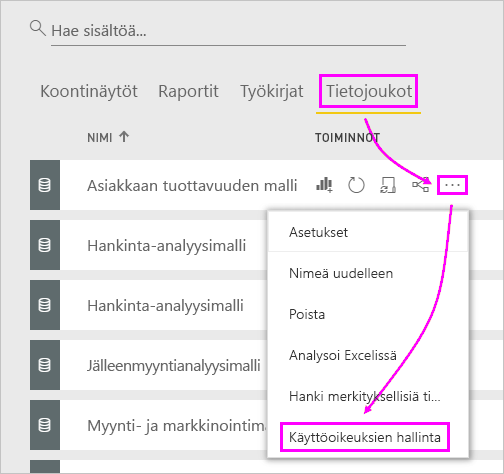 Hae sisältöä...
Koontinäytöt Raportit Työkirjat Tietojoukot
NIMI TOIMINNOT
Asiakkaan tuottavuuden malli
Asetukset
Hankinta-analyysimalli
Nimeä uudelleen
Hankinta-analyysimalli
Poista
Analysoi Excelissä
Jälleenmyyntianalyysimalli
Hanki merkityksellisiä ti...
Myynti- ja markkinointima
Käyttöoikeuksien hallinta